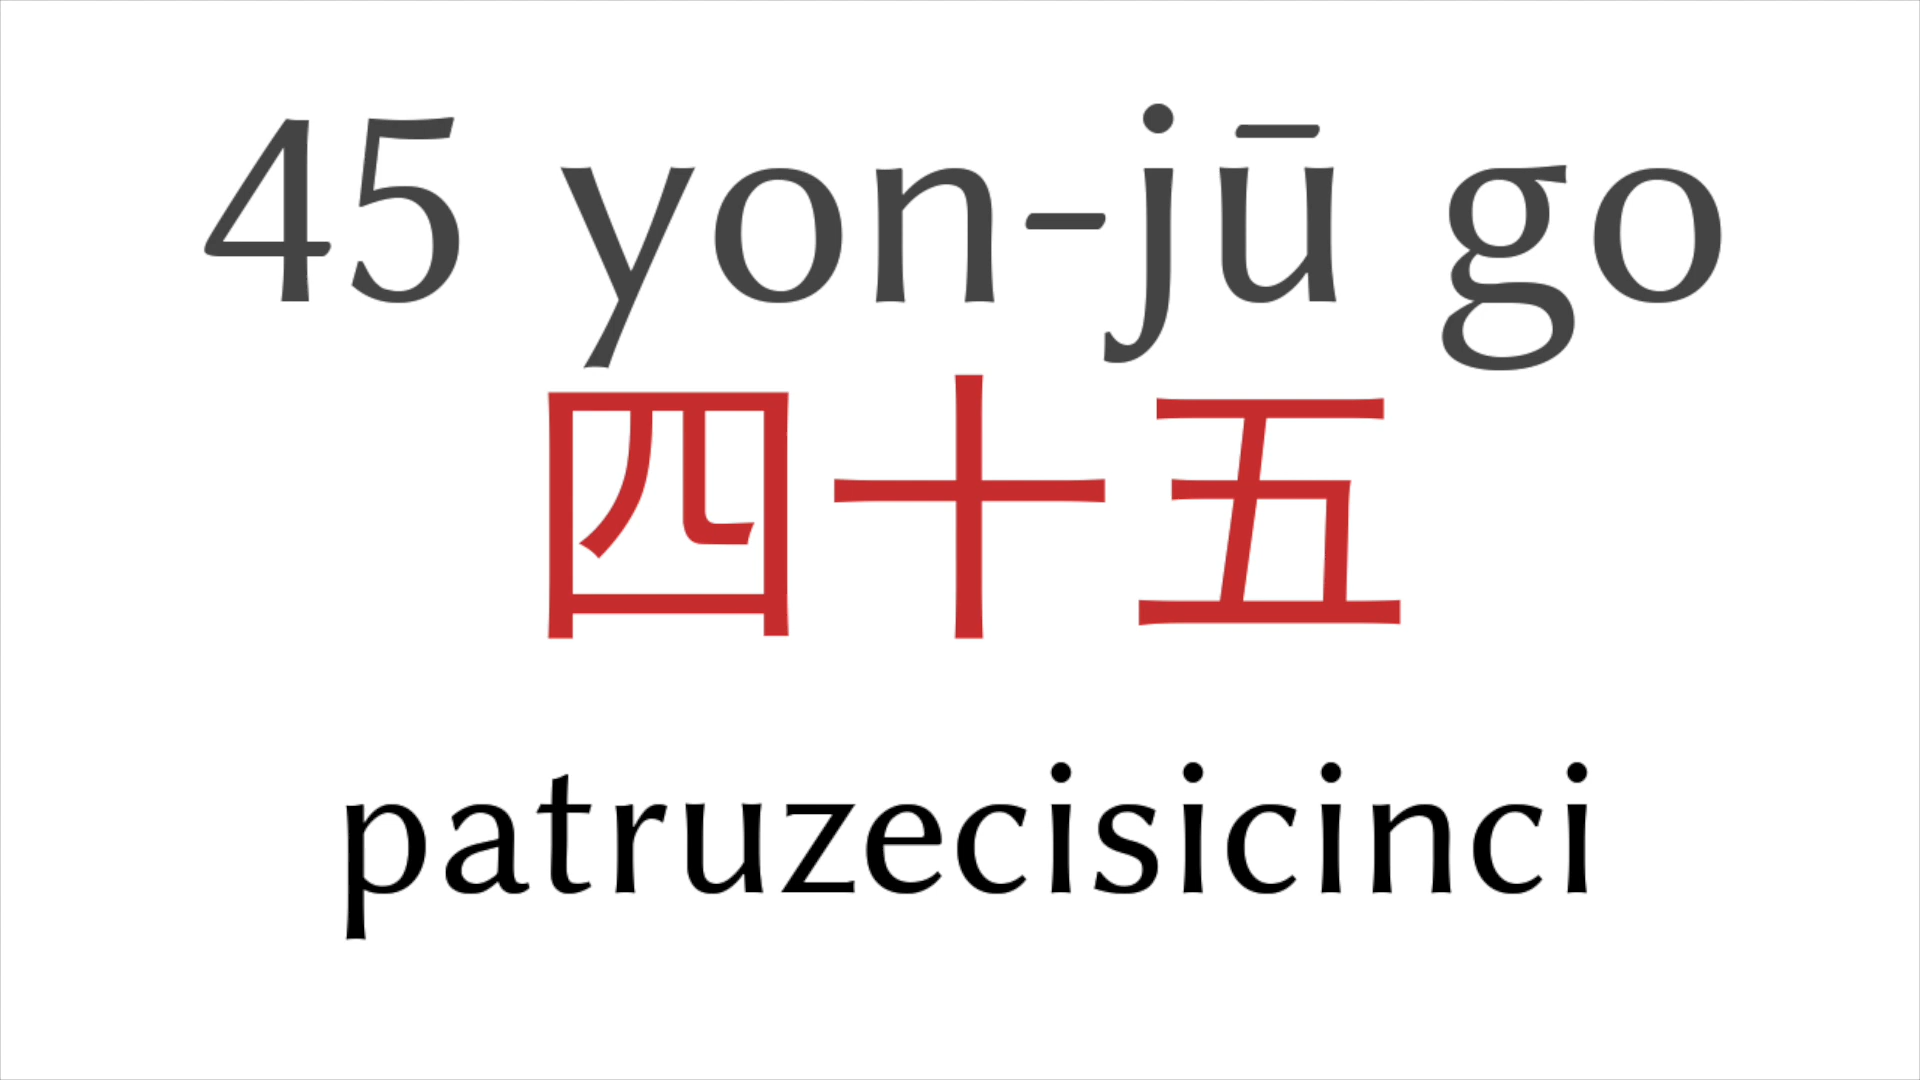 45 yon-jū go
四十五
patruzecisicinci